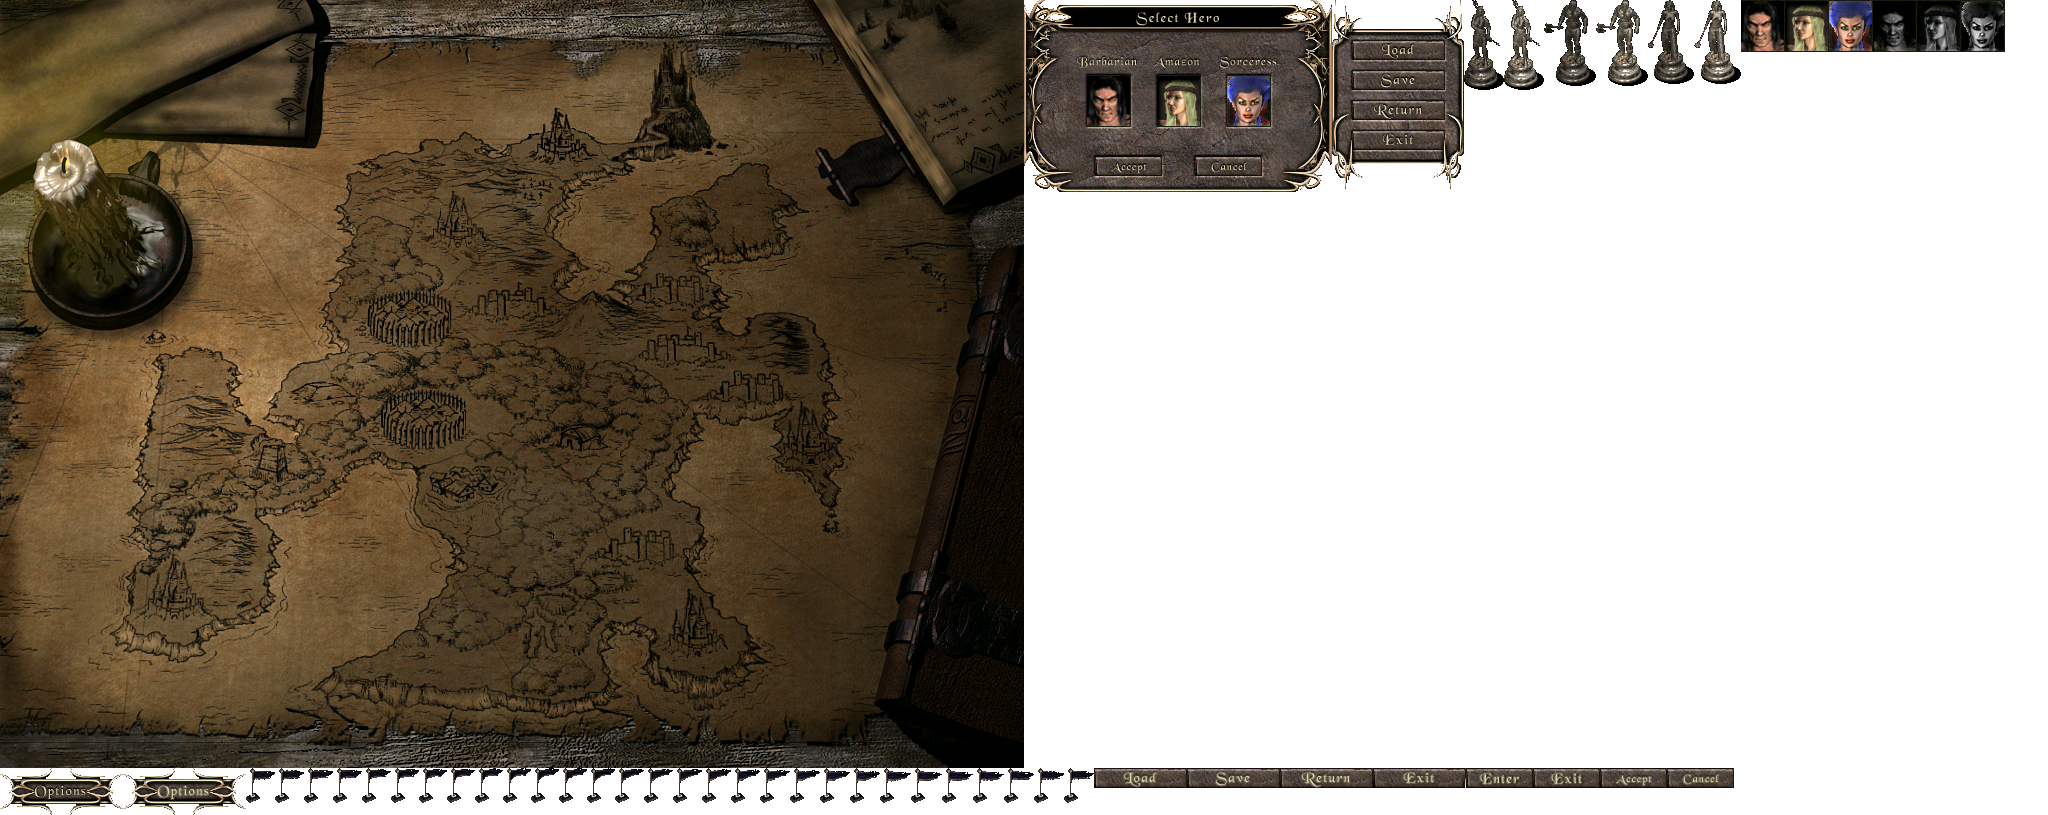 Select Hero
Barbarian Amazon Sorceress
Accept Cancel
Load
Save
Return
Exit
Options Options
Load Save Return Exit Enter Exit Accept Cancel